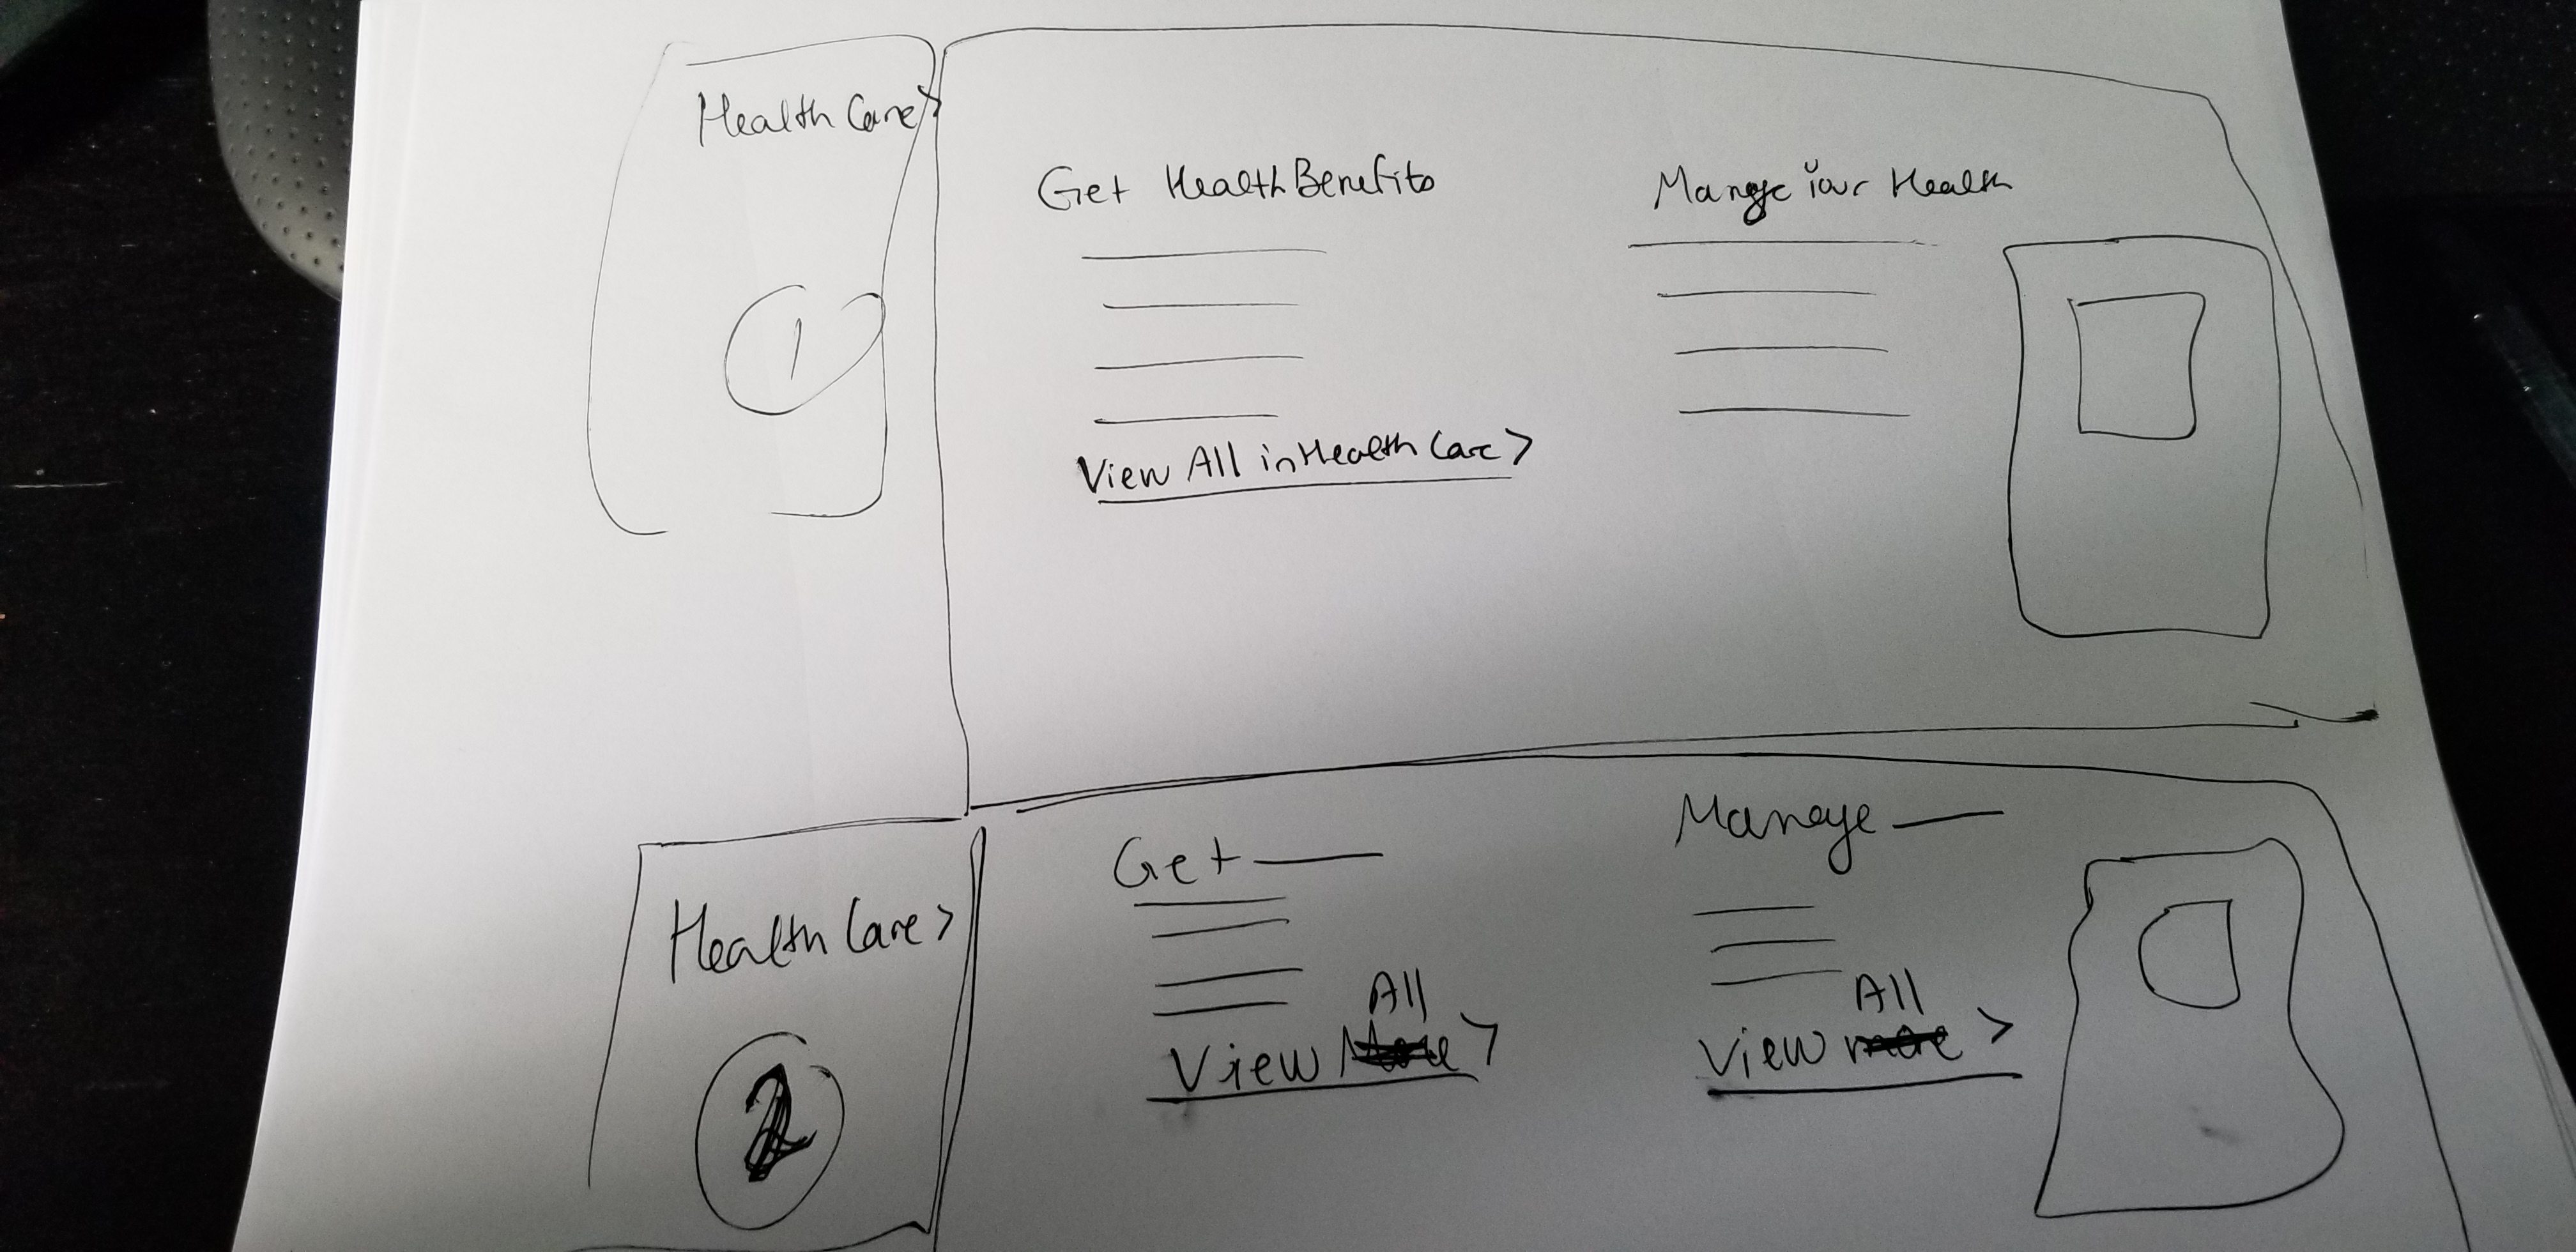 Health Care>
Get Health Benefits
Manage Your Health
1
View All in Health Care >
Health Care >
2
Get
All
View More >
Manage
All
View more >